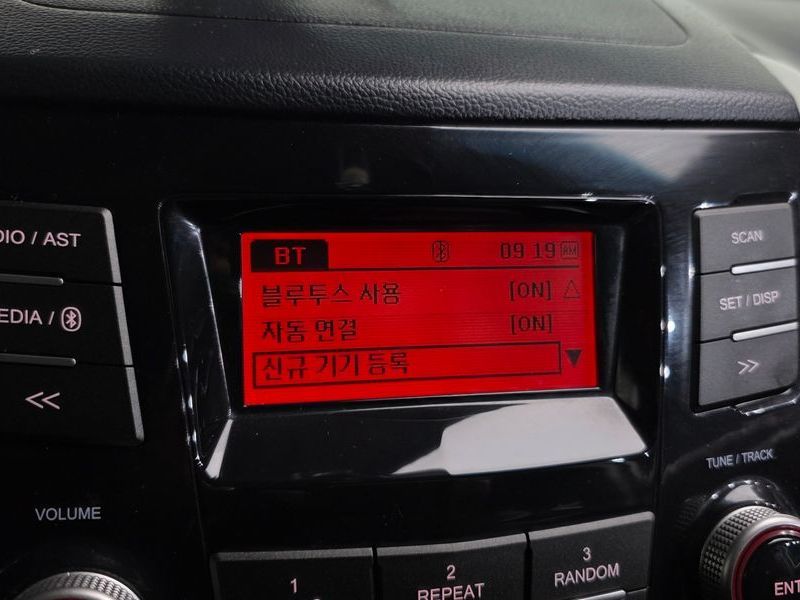 BT 09:19 AM
블루투스 사용 [ON]
자동 연결 [ON]
신규 기기 등록
DIO / AST
EDIA /
<<
VOLUME
SCAN
SET / DISP
>>
TUNE / TRACK
1
2
REPEAT
3
RANDOM
ENT